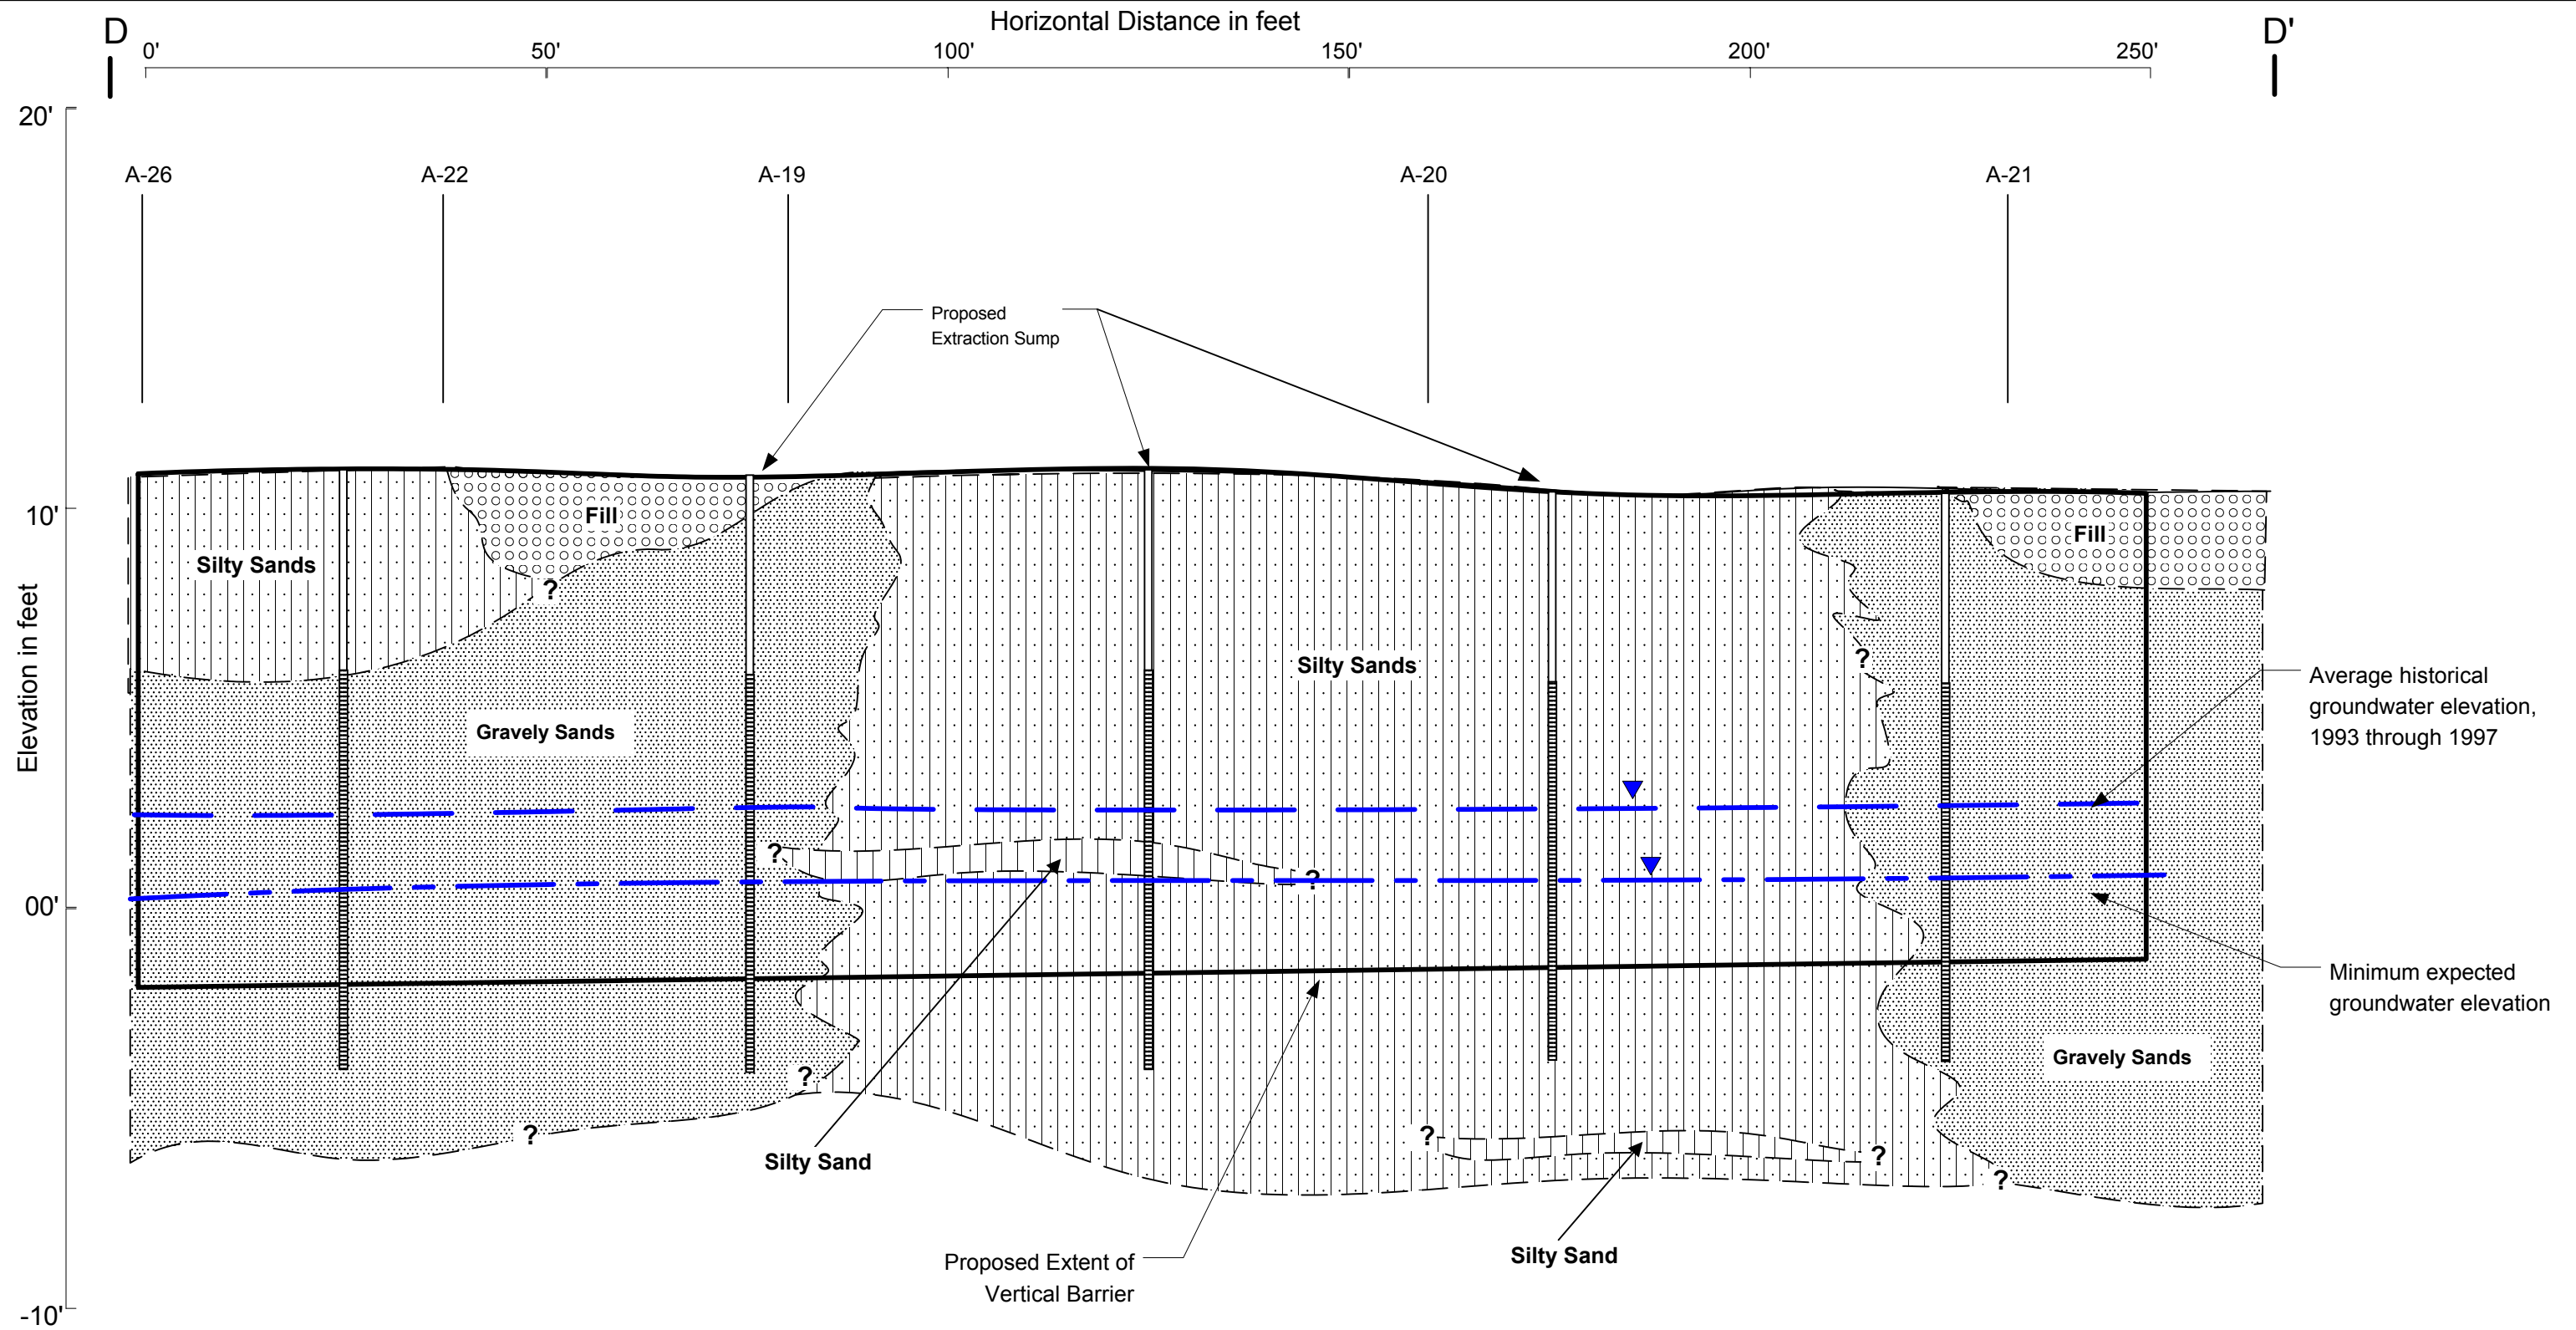 Horizontal Distance in feet
D
D'
0'
50'
100'
150'
200'
250'
20'
A-26
A-22
A-19
A-20
A-21
Proposed
Extraction Sump
10'
Fill
Fill
Silty Sands
?
Silty Sands
?
Average historical
groundwater elevation,
1993 through 1997
Elevation in feet
Gravely Sands
?
?
00'
Minimum expected
groundwater elevation
Gravely Sands
?
?
?
?
?
Silty Sand
Silty Sand
Proposed Extent of
Vertical Barrier
-10'